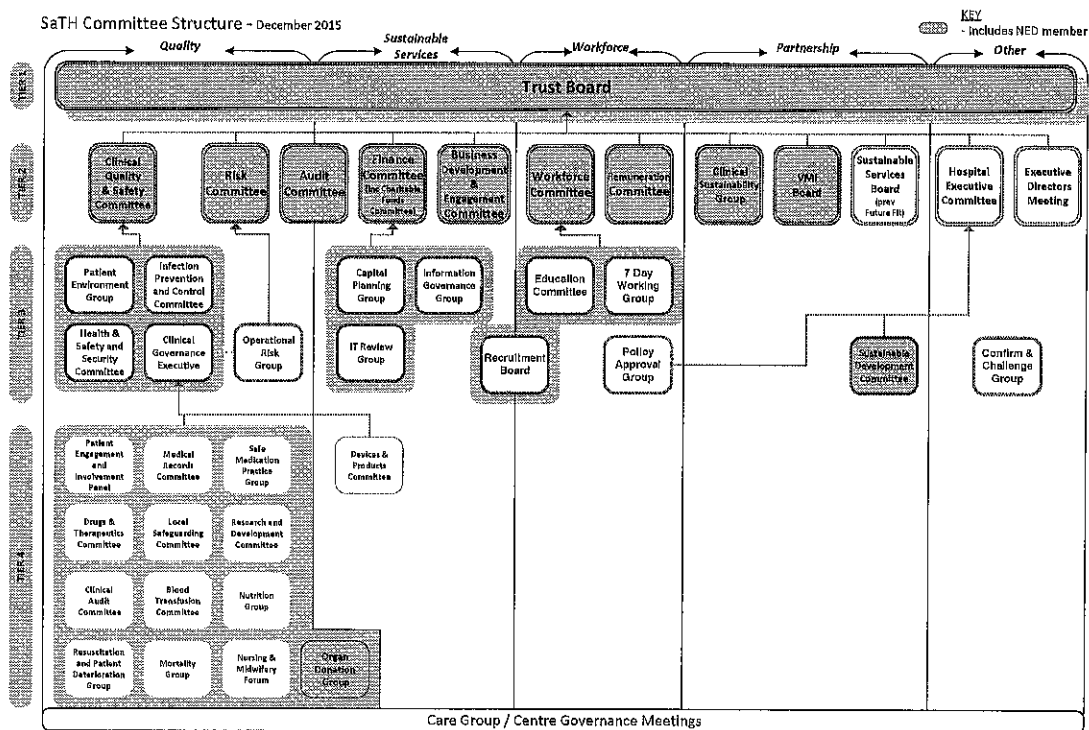 SaTH Committee Structure - December 2015
KEY
- Includes NED member
Quality
Sustainable
Services
Workforce
Partnership
Other
TIER 1
Trust Board
TIER 2
Clinical
Quality
& Safety
Committee
Risk
Committee
Audit
Committee
Finance
Committee
(inc Charitable
Funds
Committee)
Business
Development
&
Engagement
Committee
Workforce
Committee
Remuneration
Committee
Clinical
Sustainability
Group
VMI
Board
Sustainable
Services
Board
(prev
Future Fit)
Hospital
Executive
Committee
Executive
Directors
Meeting
TIER 3
Patient
Environment
Group
Infection
Prevention
and Control
Committee
Capital
Planning
Group
Information
Governance
Group
Education
Committee
7 Day
Working
Group
Health &
Safety and
Security
Committee
Clinical
Governance
Executive
Operational
Risk
Group
IT Review
Group
Recruitment
Board
Policy
Approval
Group
Sustainable
Development
Committee
Confirm &
Challenge
Group
TIER 4
Patient
Engagement
and
Involvement
Panel
Medical
Records
Committee
Safe
Medication
Practice
Group
Devices &
Products
Committee
Drugs &
Therapeutics
Committee
Local
Safeguarding
Committee
Research and
Development
Committee
Clinical
Audit
Committee
Blood
Transfusion
Committee
Nutrition
Group
Resuscitation
and Patient
Deterioration
Group
Mortality
Group
Nursing &
Midwifery
Forum
Organ
Donation
Group
Care Group / Centre Governance Meetings